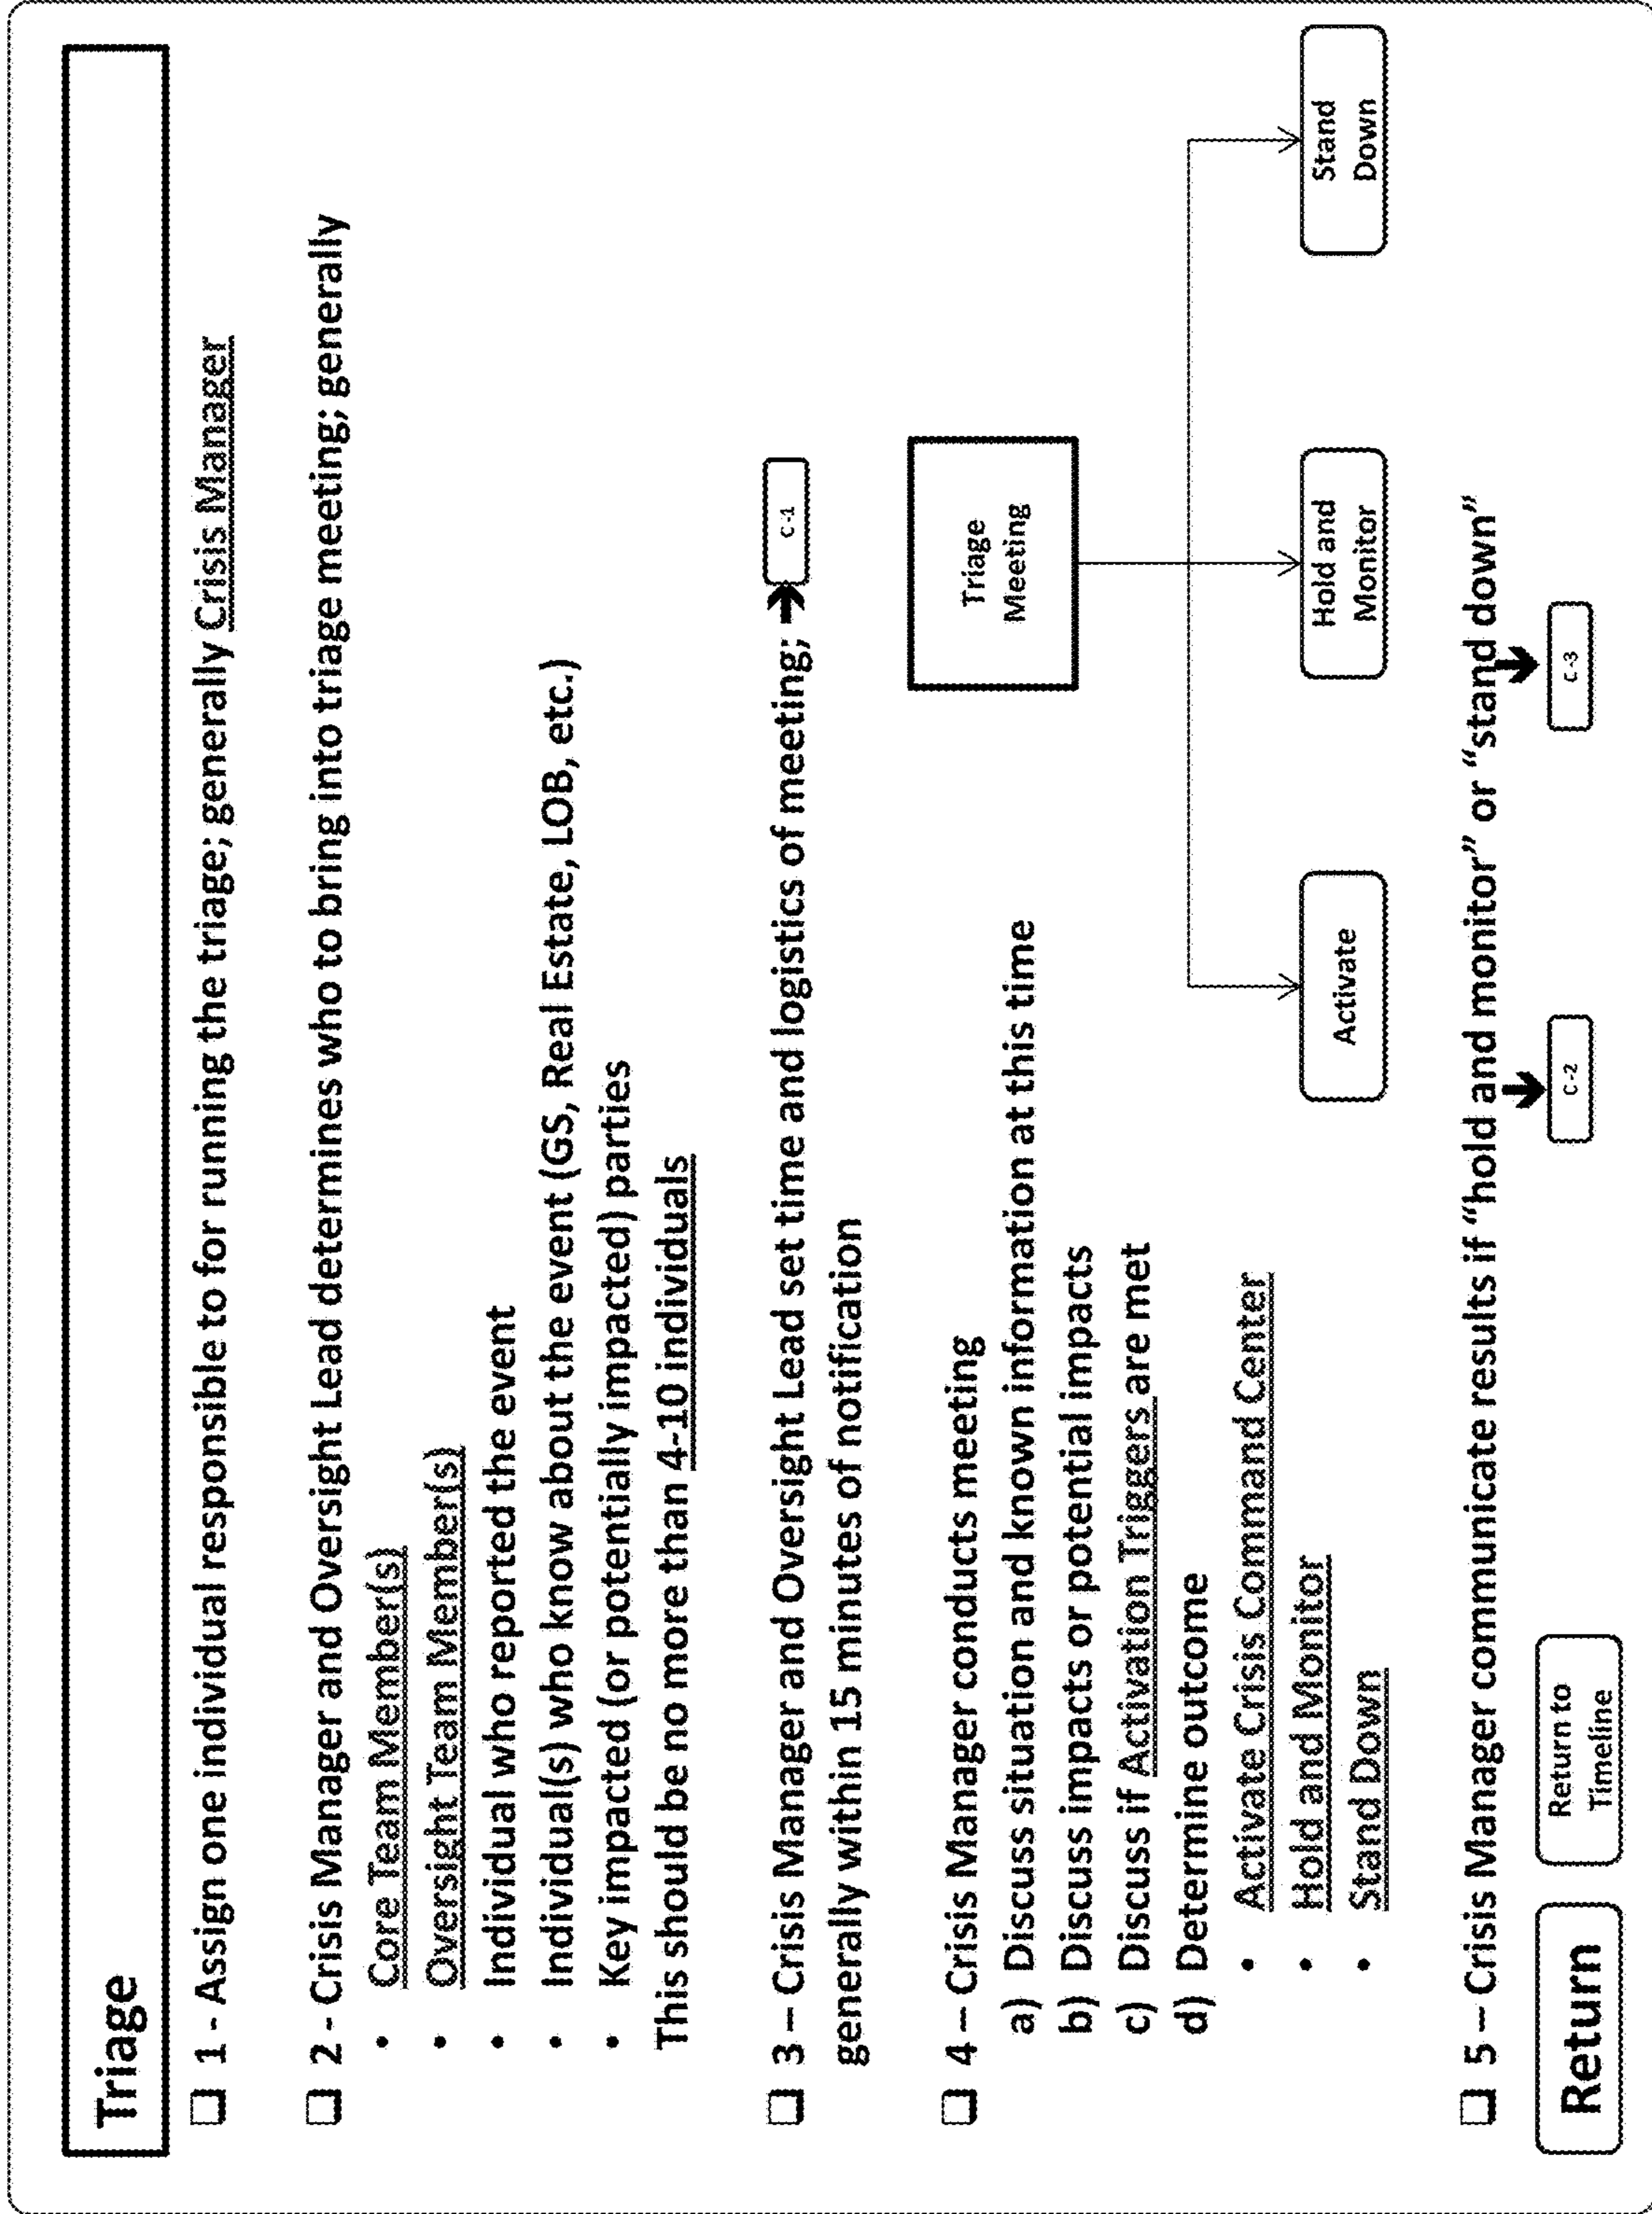 Triage
❑ 1 - Assign one individual responsible to for running the triage; generally Crisis Manager
❑ 2 - Crisis Manager and Oversight Lead determines who to bring into triage meeting; generally
• Core Team Member(s)
• Oversight Team Member(s)
• Individual who reported the event
• Individual(s) who know about the event (GS, Real Estate, LOB, etc.)
• Key impacted (or potentially impacted) parties
This should be no more than 4-10 individuals
❑ 3 – Crisis Manager and Oversight Lead set time and logistics of meeting; ➔ C-1
generally within 15 minutes of notification
❑ 4 – Crisis Manager conducts meeting
a) Discuss situation and known information at this time
b) Discuss impacts or potential impacts
c) Discuss if Activation Triggers are met
d) Determine outcome
• Activate Crisis Command Center
• Hold and Monitor
• Stand Down
Triage
Meeting
Activate
Hold and
Monitor
Stand
Down
❑ 5 – Crisis Manager communicate results if “hold and monitor” or “stand down”
C-2
C-3
Return
Return to
Timeline